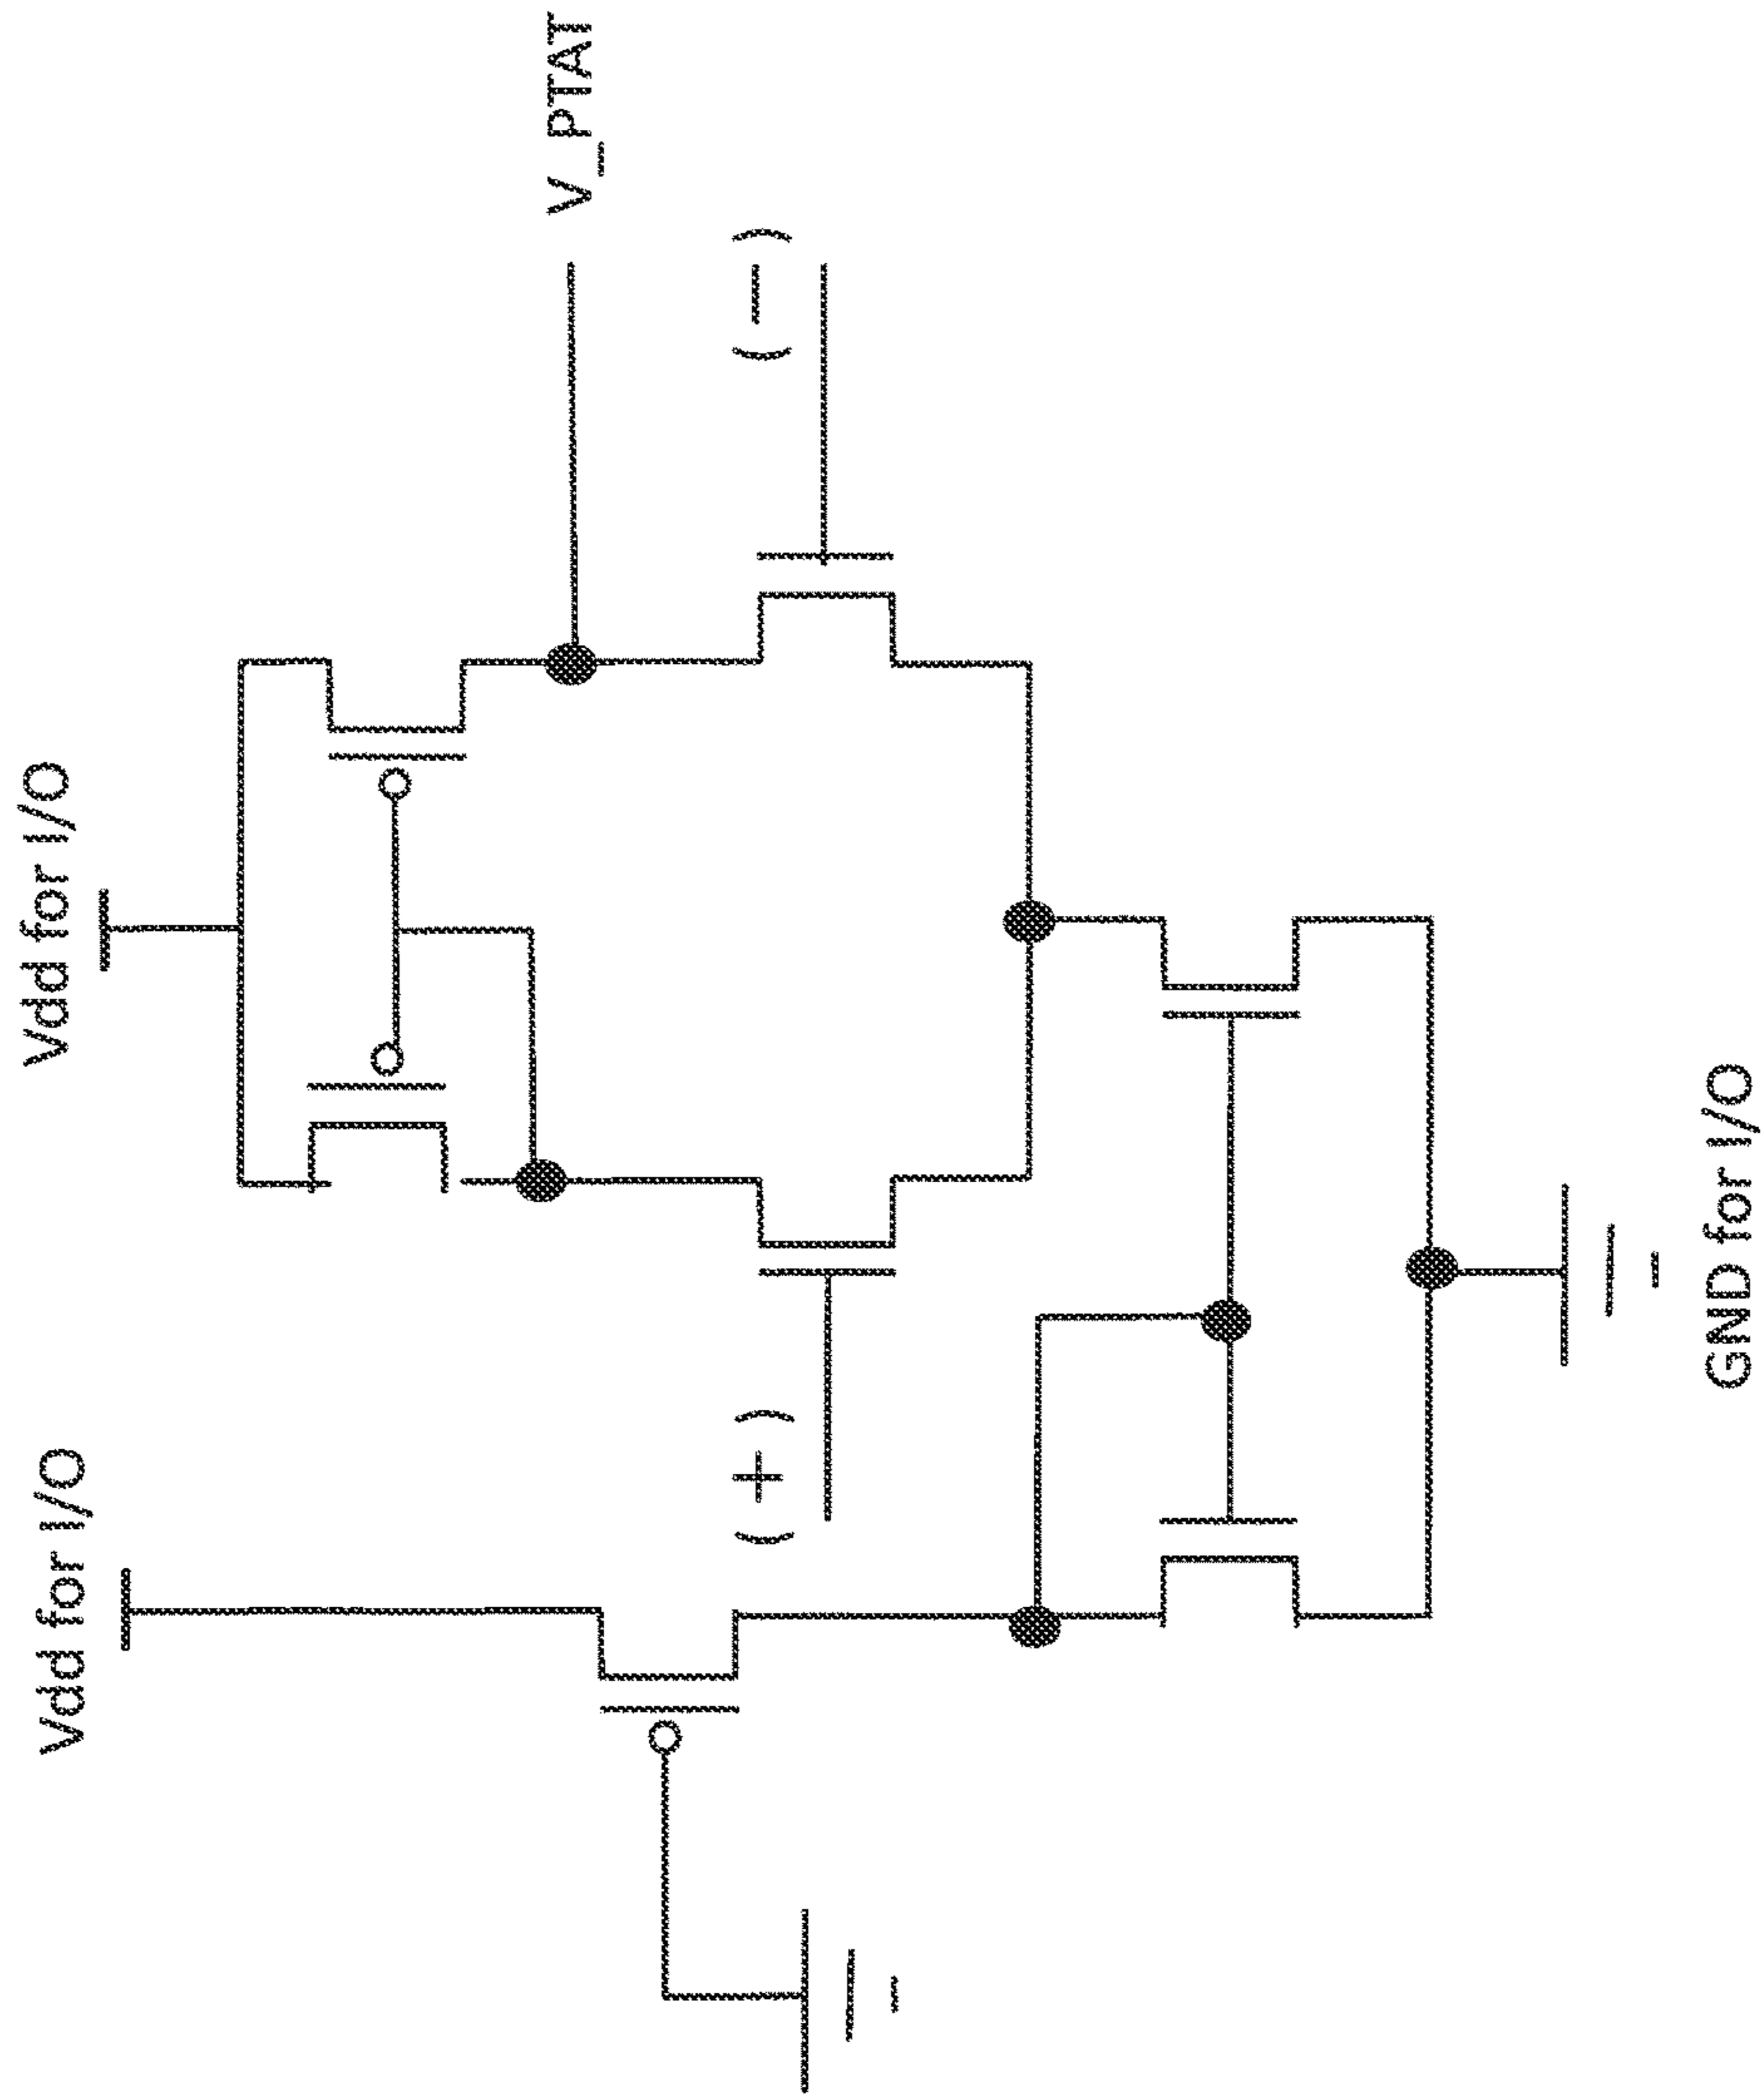 Vdd for I/O
Vdd for I/O
V_PTAT
( + )
( − )
GND for I/O